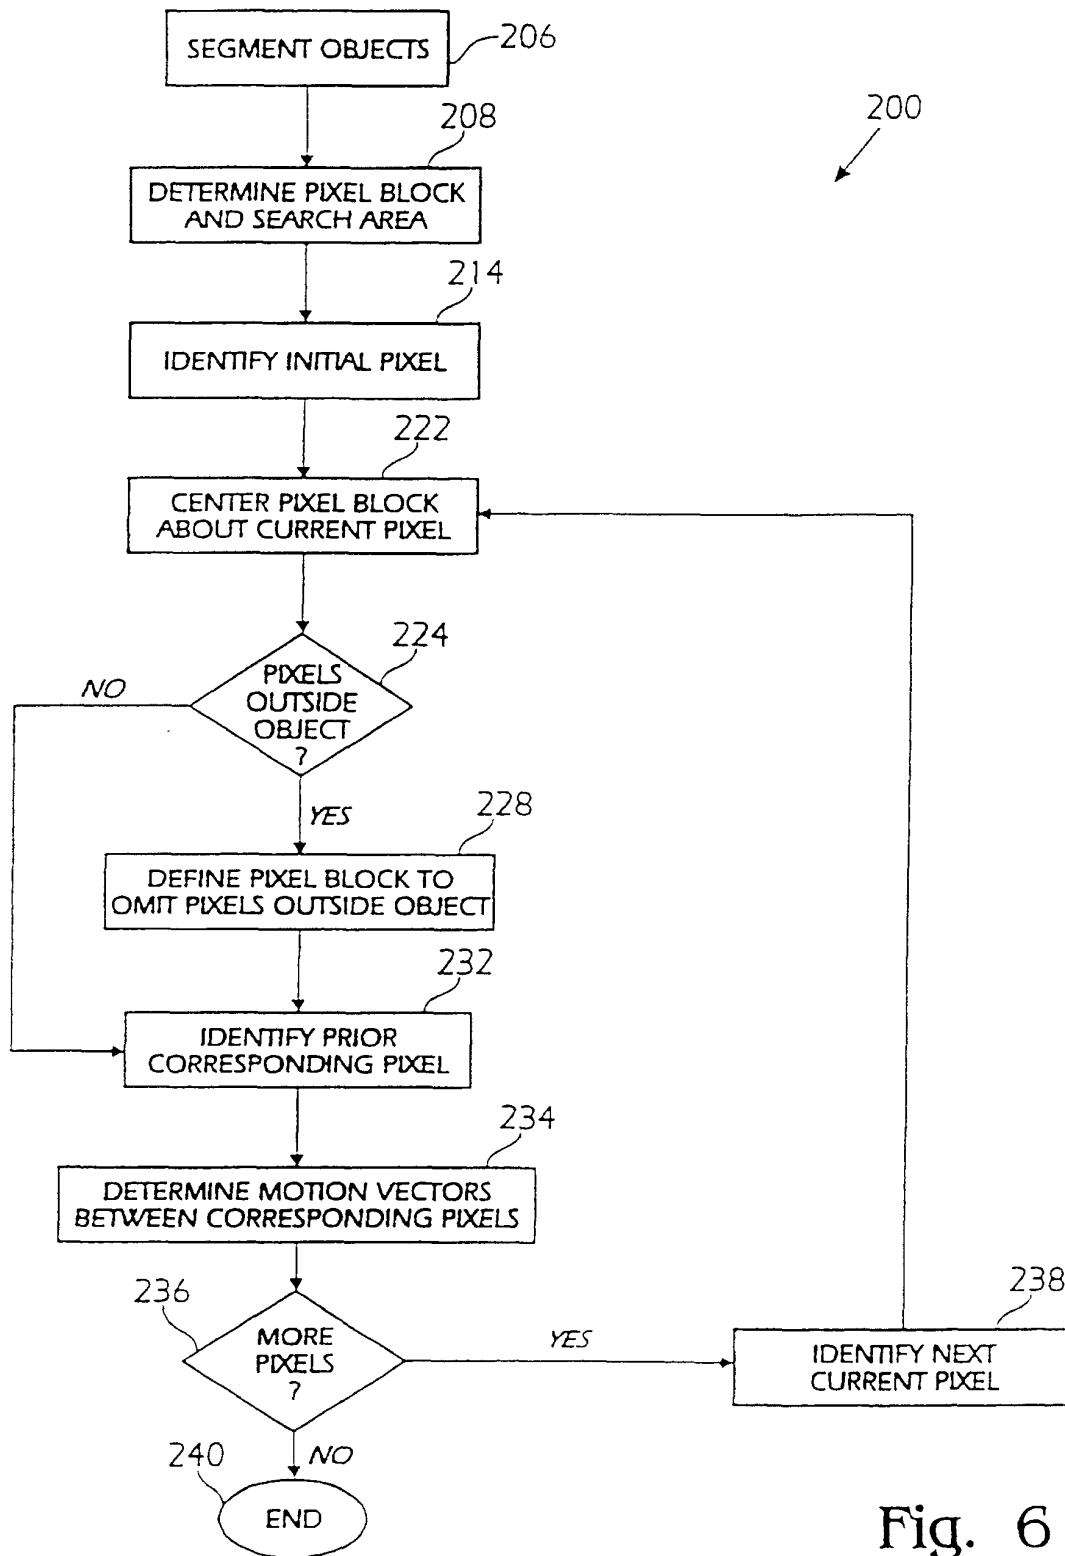 SEGMENT OBJECTS
206
200
208
DETERMINE PIXEL BLOCK
AND SEARCH AREA
214
IDENTIFY INITIAL PIXEL
222
CENTER PIXEL BLOCK
ABOUT CURRENT PIXEL
224
PIXELS
OUTSIDE
OBJECT
?
NO
YES
228
DEFINE PIXEL BLOCK TO
OMIT PIXELS OUTSIDE OBJECT
232
IDENTIFY PRIOR
CORRESPONDING PIXEL
234
DETERMINE MOTION VECTORS
BETWEEN CORRESPONDING PIXELS
236
MORE
PIXELS
?
YES
238
IDENTIFY NEXT
CURRENT PIXEL
NO
240
END
Fig. 6